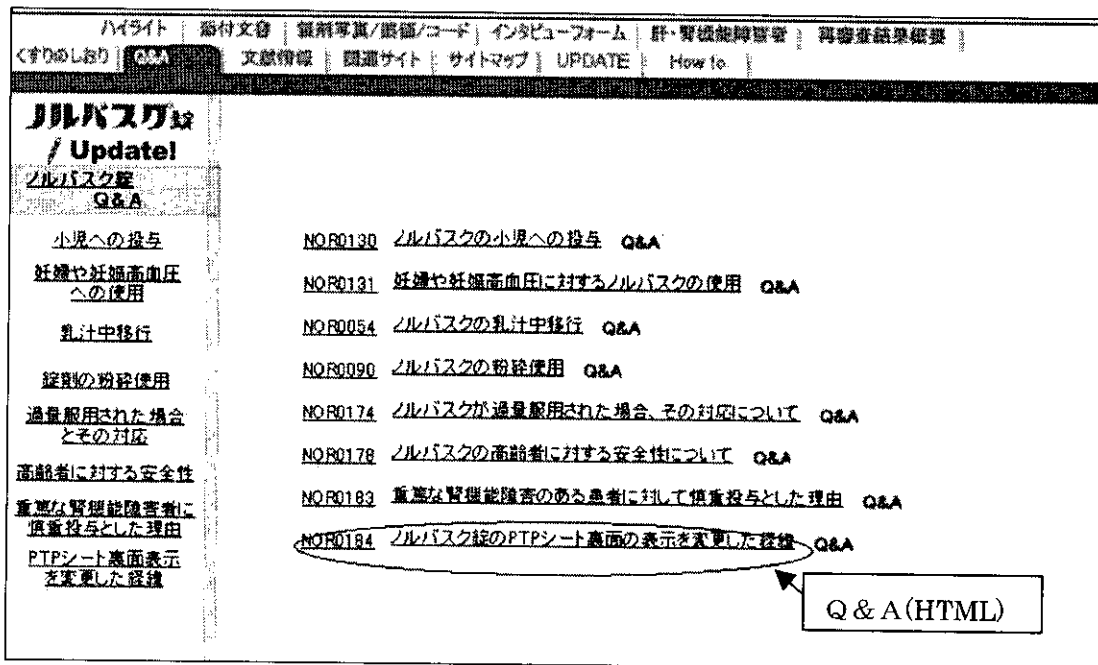 ハイライト | 添付文書 | 製剤写真/薬価/コード | インタビューフォーム | 肝・腎機能障害者 | 再審査結果概要 |
くすりのしおり | Q&A | 文献情報 | 関連サイト | サイトマップ | UPDATE | How to |
ノルバスク錠
/ Update!
ノルバスク錠
Q&A
小児への投与
妊婦や妊娠高血圧
への使用
乳汁中移行
錠剤の粉砕使用
過量服用された場合
とその対応
高齢者に対する安全性
重篤な腎機能障害者に
慎重投与とした理由
PTPシート裏面表示
を変更した経緯
NOR0130 ノルバスクの小児への投与 Q&A
NOR0131 妊婦や妊娠高血圧に対するノルバスクの使用 Q&A
NOR0054 ノルバスクの乳汁中移行 Q&A
NOR0090 ノルバスクの粉砕使用 Q&A
NOR0174 ノルバスクが過量服用された場合、その対応について Q&A
NOR0178 ノルバスクの高齢者に対する安全性について Q&A
NOR0183 重篤な腎機能障害のある患者に対して慎重投与とした理由 Q&A
NOR0184 ノルバスク錠のPTPシート裏面の表示を変更した経緯 Q&A
Q&A(HTML)